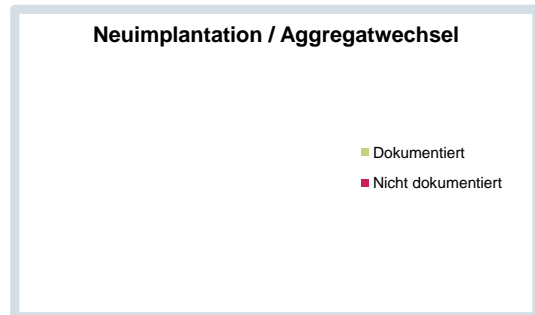 Neuimplantation / Aggregatwechsel
Dokumentiert
Nicht dokumentiert